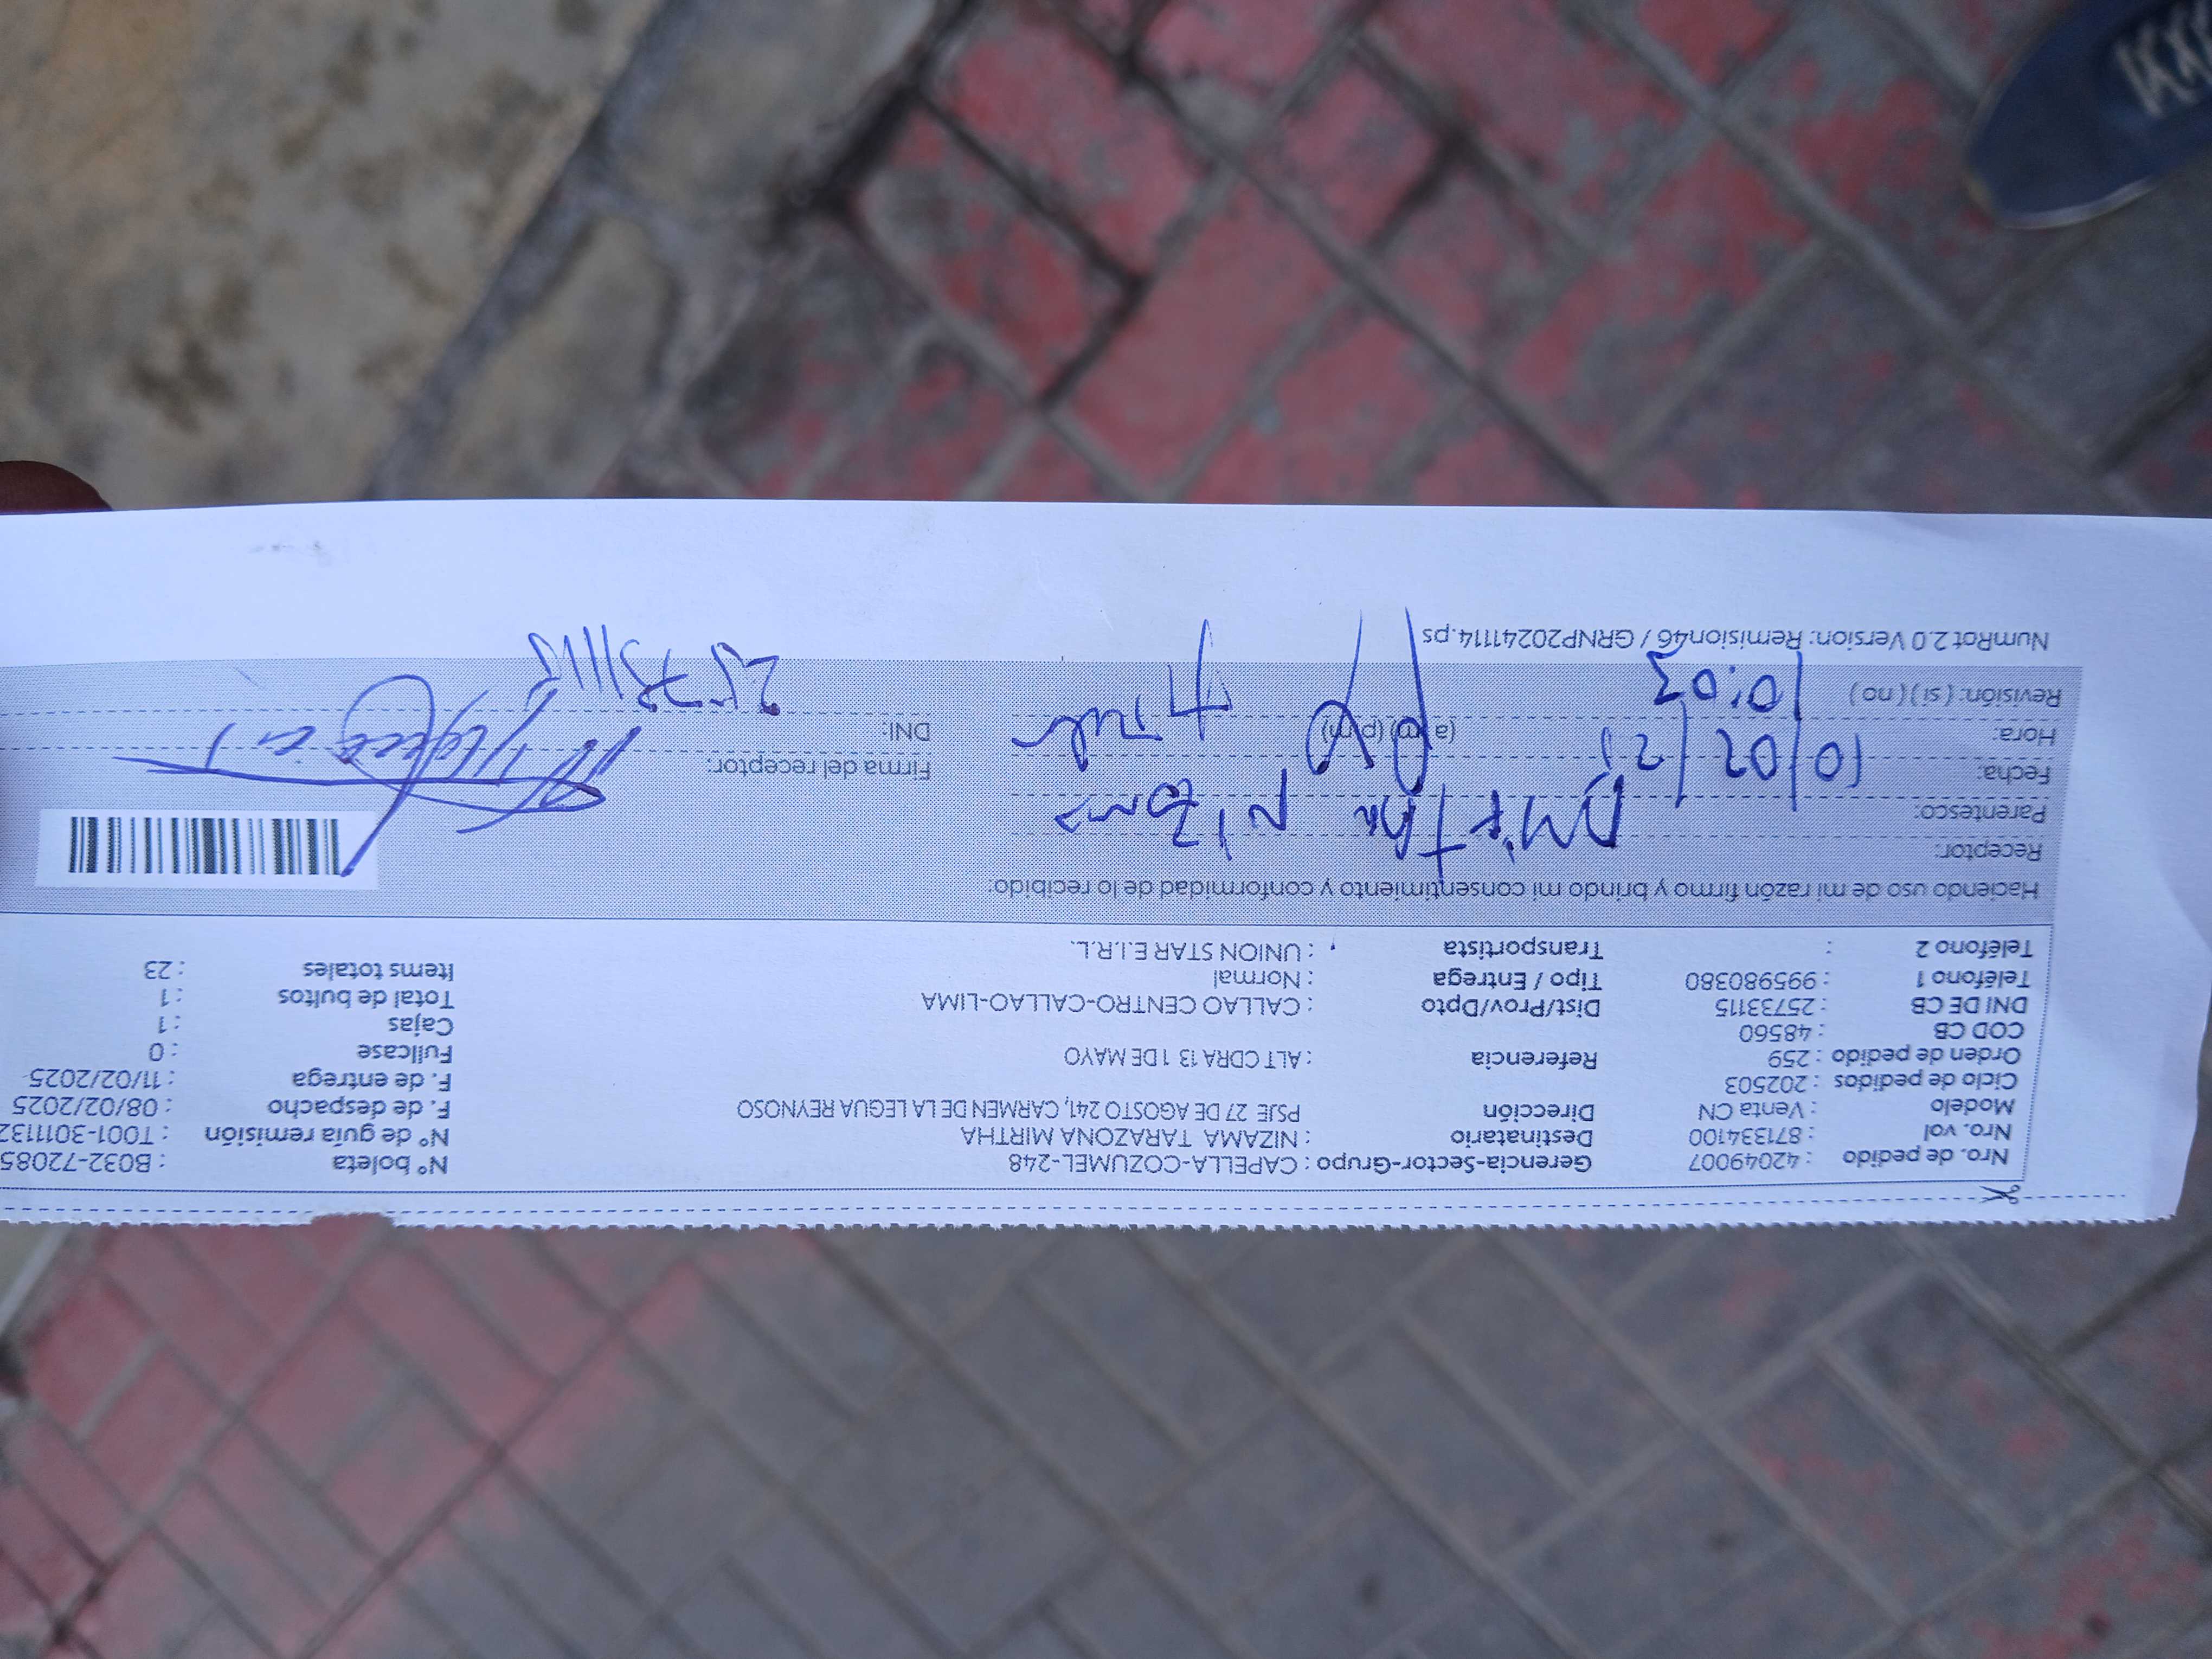 Nro. de pedido : 42049007 Gerencia-Sector-Grupo : CAPELLA-COZUMEL-248 N° boleta : B032-72085
Nro. vol : 871334100 Destinatario : NIZAMA TARAZONA MIRTHA N° de guía remisión : T001-3011132
Modelo : Venta CN Dirección PSJE 27 DE AGOSTO 241, CARMEN DE LA LEGUA REYNOSO F. de despacho : 08/02/2025
Ciclo de pedidos : 202503 F. de entrega : 11/02/2025
Orden de pedido : 259 Referencia : ALT CDRA 13 1 DE MAYO Fullcase : 0
COD CB : 48560 Cajas : 1
DNI DE CB : 25733115 Dist/Prov/Dpto : CALLAO CENTRO-CALLAO-LIMA Total de bultos : 1
Teléfono 1 : 995980380 Tipo / Entrega : Normal Items totales : 23
Teléfono 2 : Transportista : UNION STAR E.I.R.L.
Haciendo uso de mi razón firmo y brindo mi consentimiento y conformidad de lo recibido:
Receptor:
Parentesco: Nizama
Fecha: 10/02/25 Firma del receptor:
Hora: 10:03 (a m) (p m) DNI: 25733115
Revisión: ( si ) ( no )
NumRot 2.0 Version: Remision46 / GRNP20241114.ps